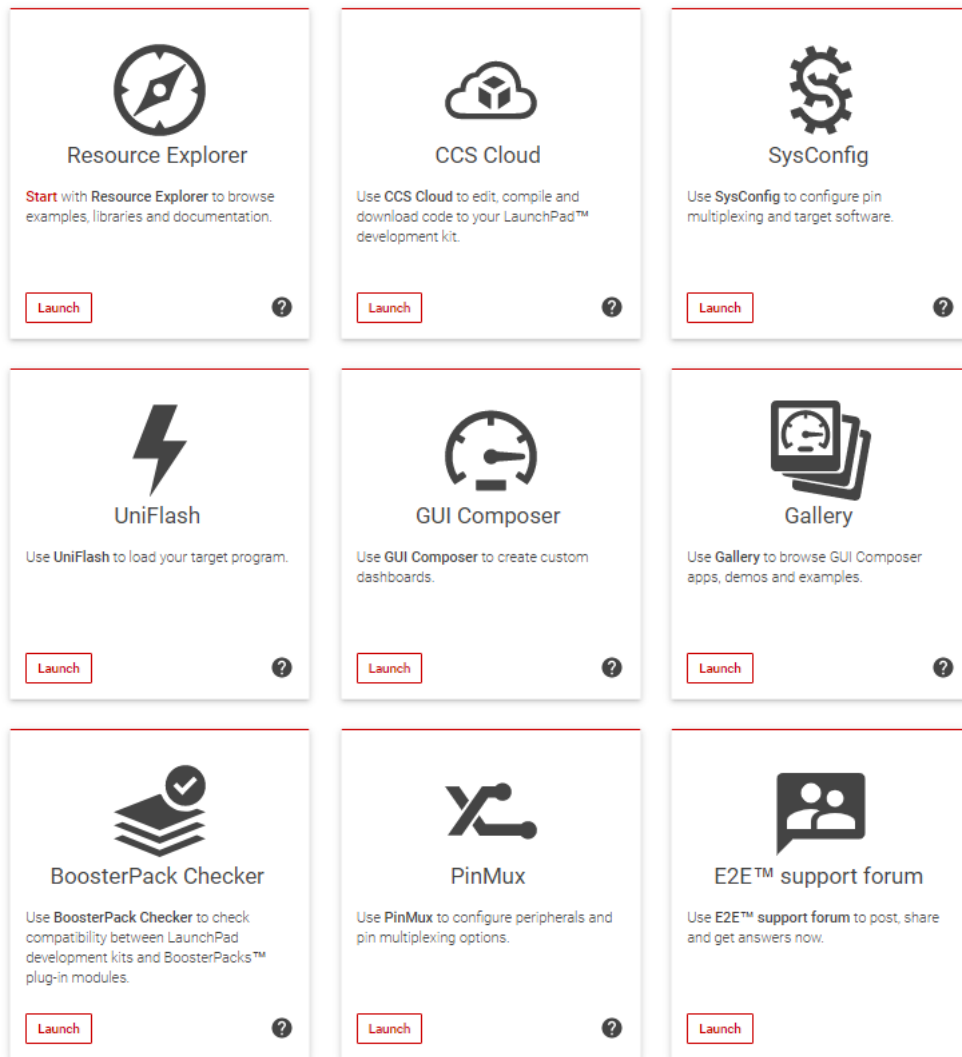 Resource Explorer
Start with Resource Explorer to browse
examples, libraries and documentation.
Launch
?
CCS Cloud
Use CCS Cloud to edit, compile and
download code to your LaunchPad™
development kit.
Launch
?
SysConfig
Use SysConfig to configure pin
multiplexing and target software.
Launch
?
UniFlash
Use UniFlash to load your target program.
Launch
?
GUI Composer
Use GUI Composer to create custom
dashboards.
Launch
?
Gallery
Use Gallery to browse GUI Composer
apps, demos and examples.
Launch
?
BoosterPack Checker
Use BoosterPack Checker to check
compatibility between LaunchPad
development kits and BoosterPacks™
plug-in modules.
Launch
?
PinMux
Use PinMux to configure peripherals and
pin multiplexing options.
Launch
?
E2E™ support forum
Use E2E™ support forum to post, share
and get answers now.
Launch